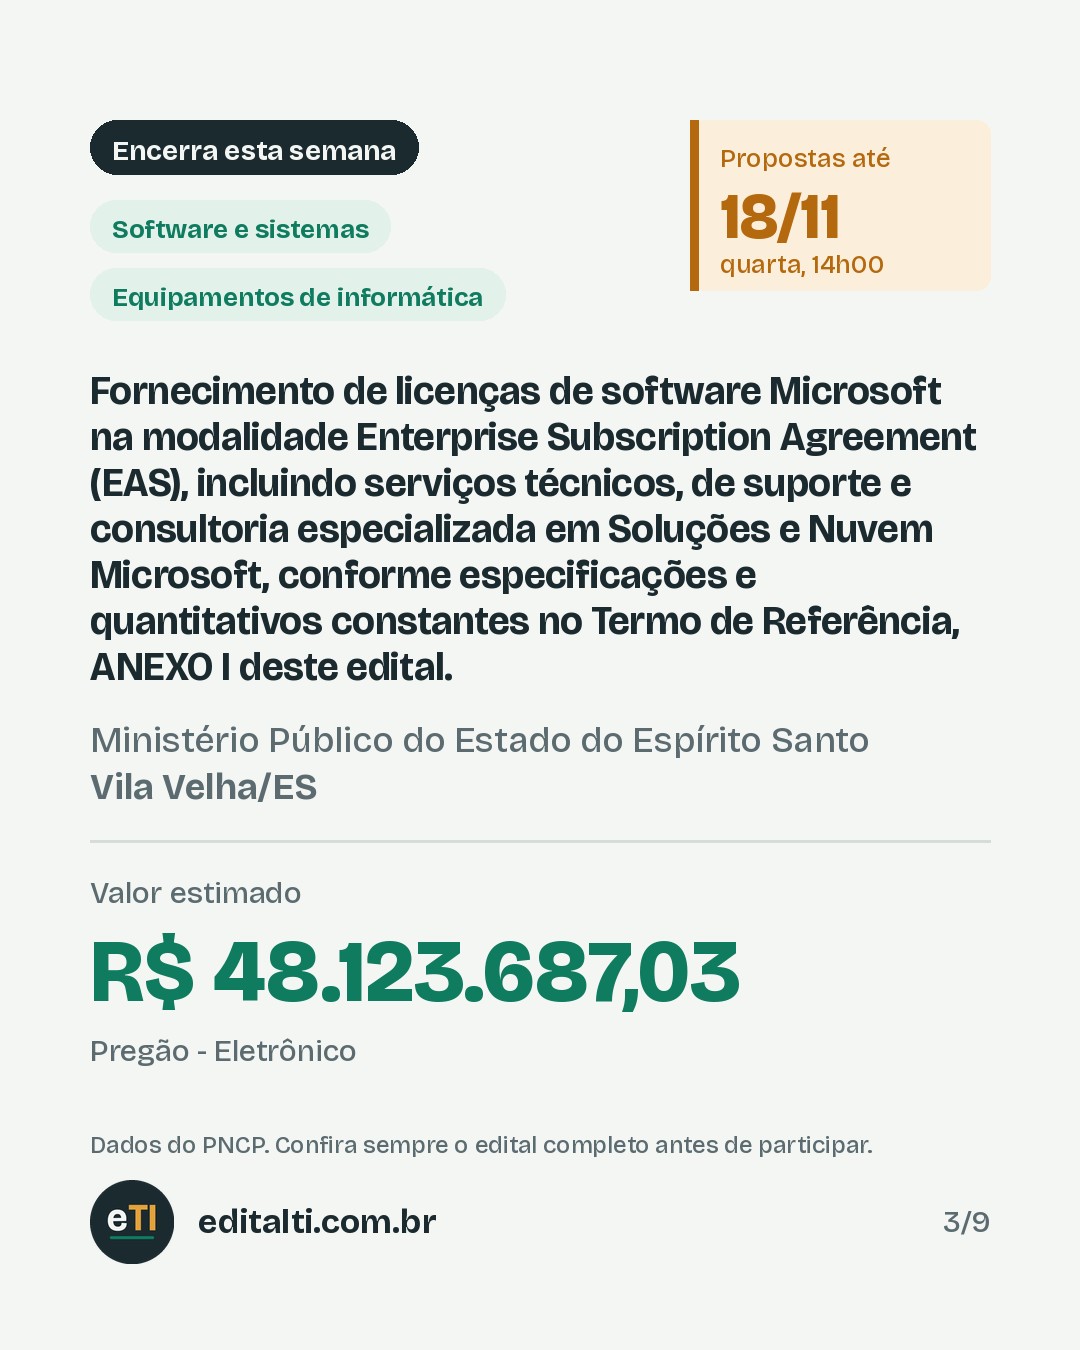 Encerra esta semana
Software e sistemas
Equipamentos de informática
Propostas até
18/11
quarta, 14h00
Fornecimento de licenças de software Microsoft
na modalidade Enterprise Subscription Agreement
(EAS), incluindo serviços técnicos, de suporte e
consultoria especializada em Soluções e Nuvem
Microsoft, conforme especificações e
quantitativos constantes no Termo de Referência,
ANEXO I deste edital.
Ministério Público do Estado do Espírito Santo
Vila Velha/ES
Valor estimado
R$ 48.123.687,03
Pregão - Eletrônico
Dados do PNCP. Confira sempre o edital completo antes de participar.
eTI
editalti.com.br
3/9